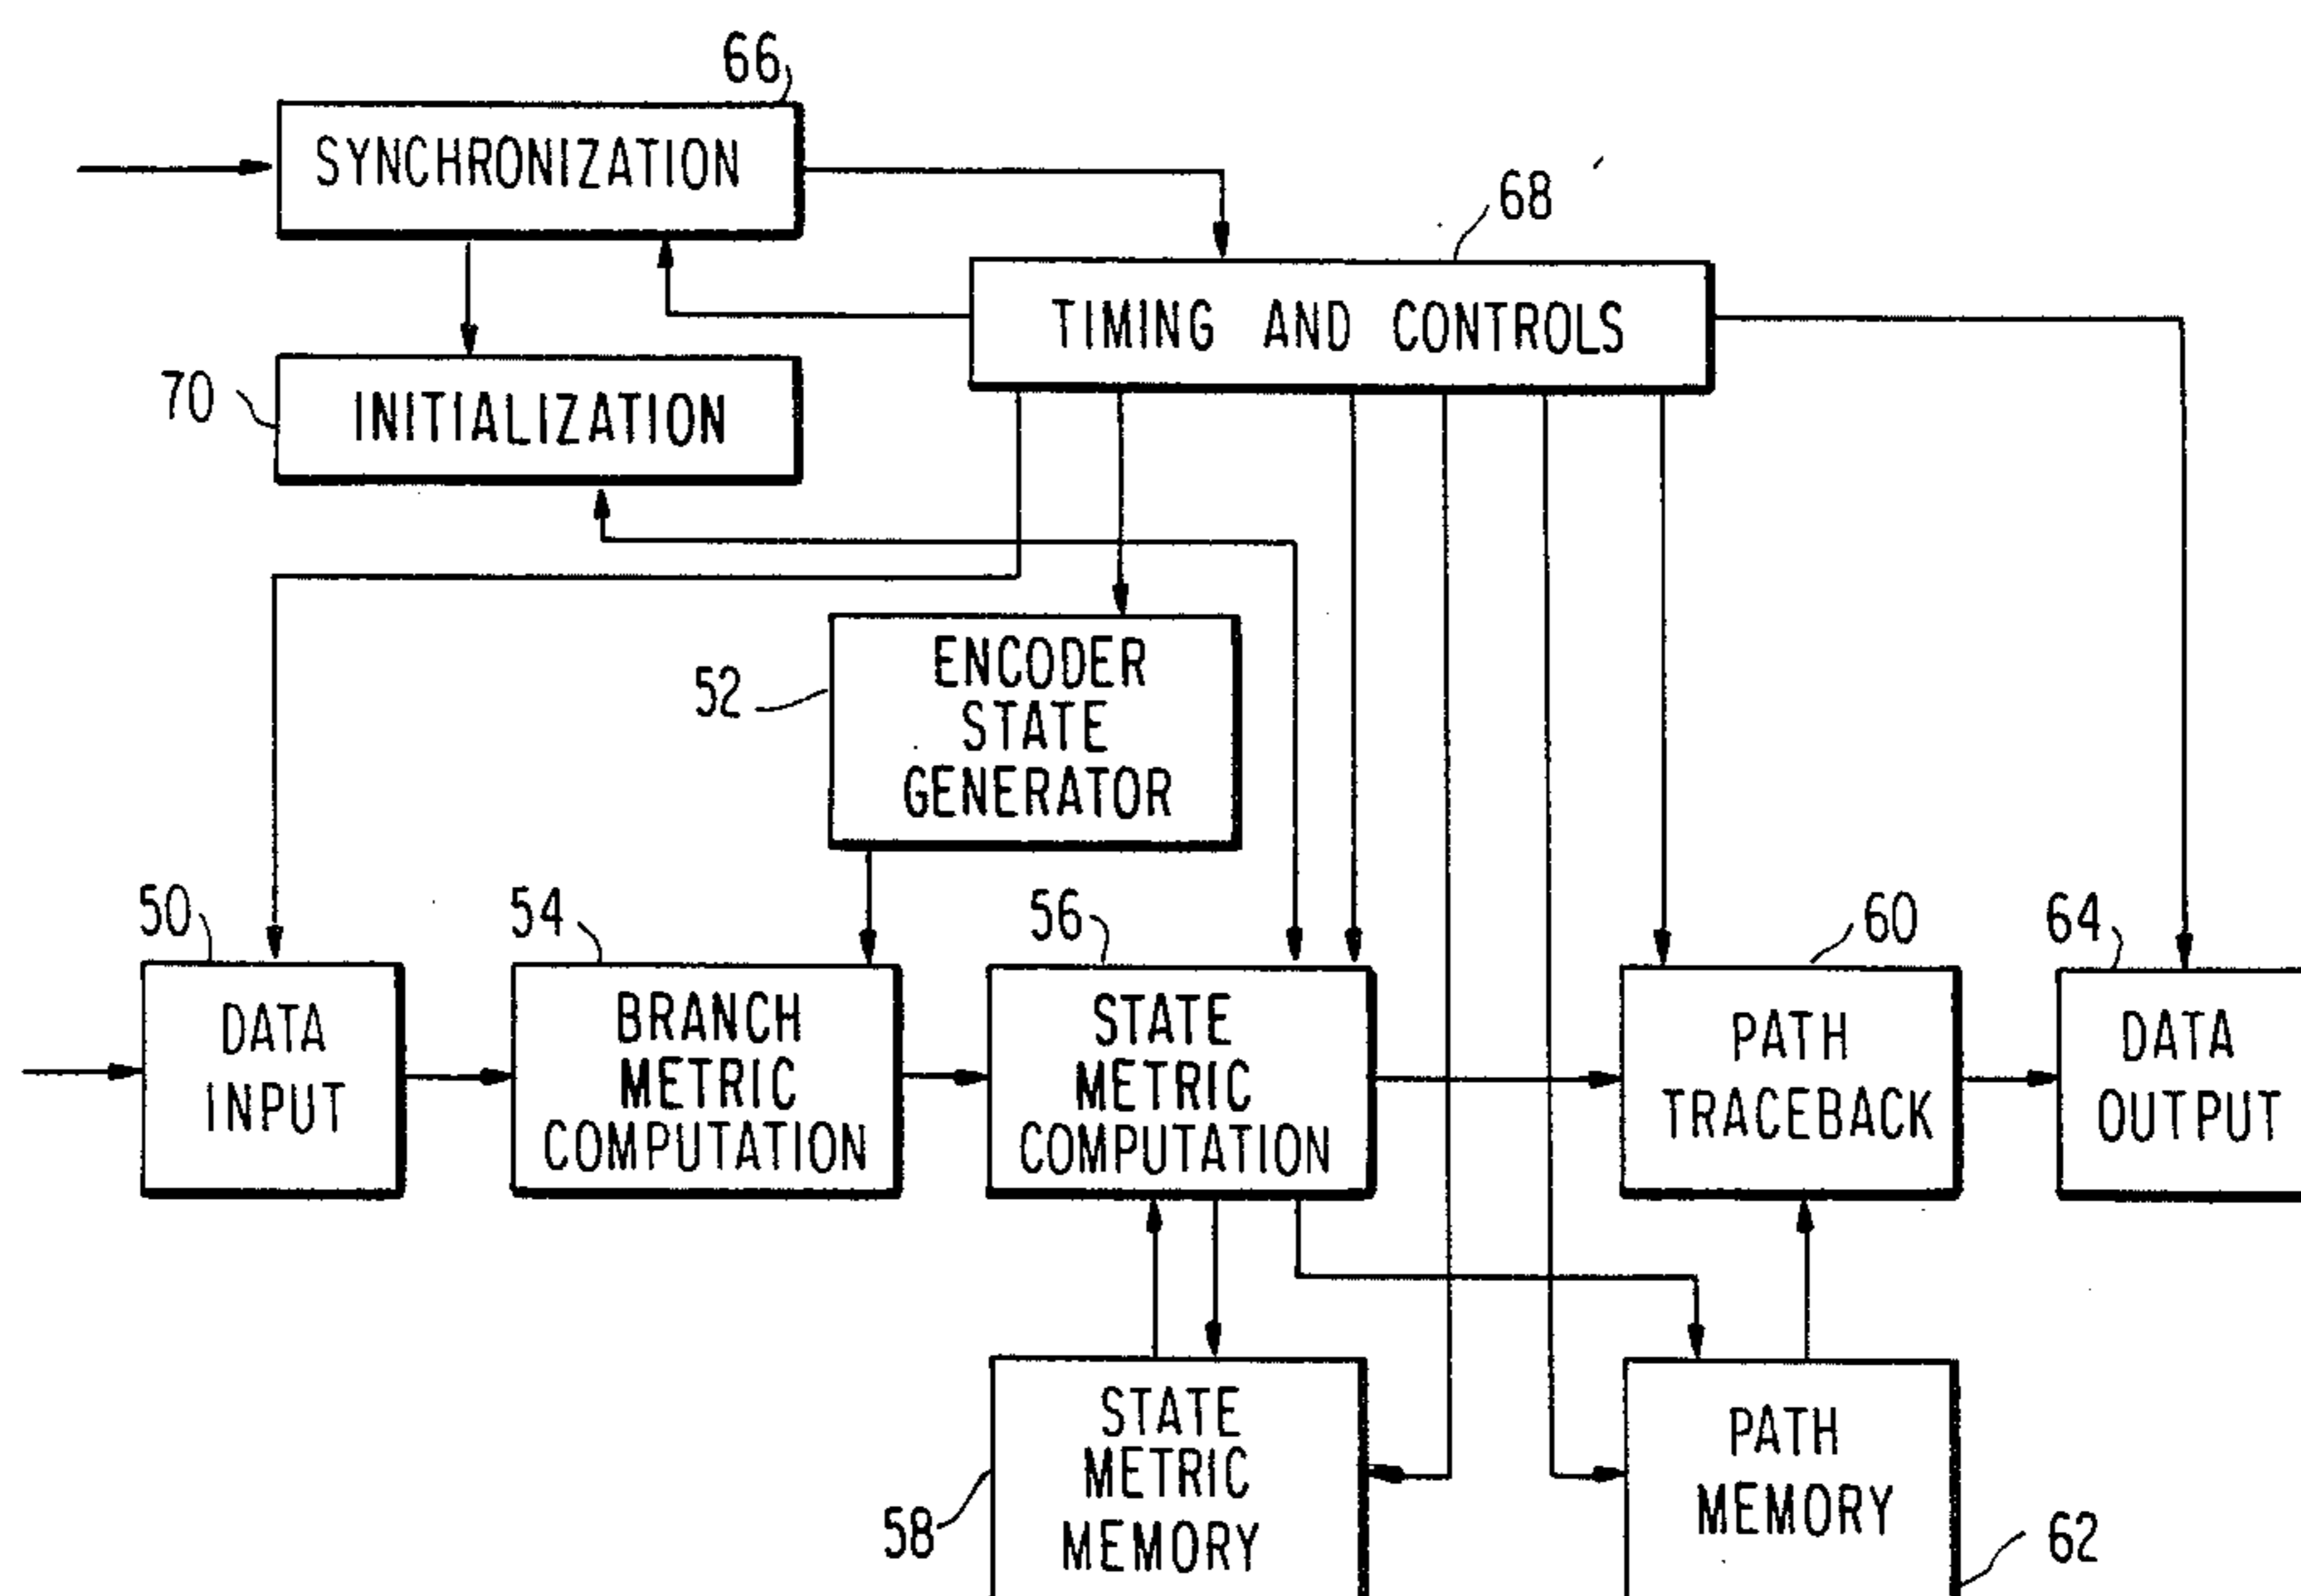 66
SYNCHRONIZATION
68
TIMING AND CONTROLS
70
INITIALIZATION
52
ENCODER
STATE
GENERATOR
50
DATA
INPUT
54
BRANCH
METRIC
COMPUTATION
56
STATE
METRIC
COMPUTATION
60
PATH
TRACEBACK
64
DATA
OUTPUT
58
STATE
METRIC
MEMORY
PATH
MEMORY
62